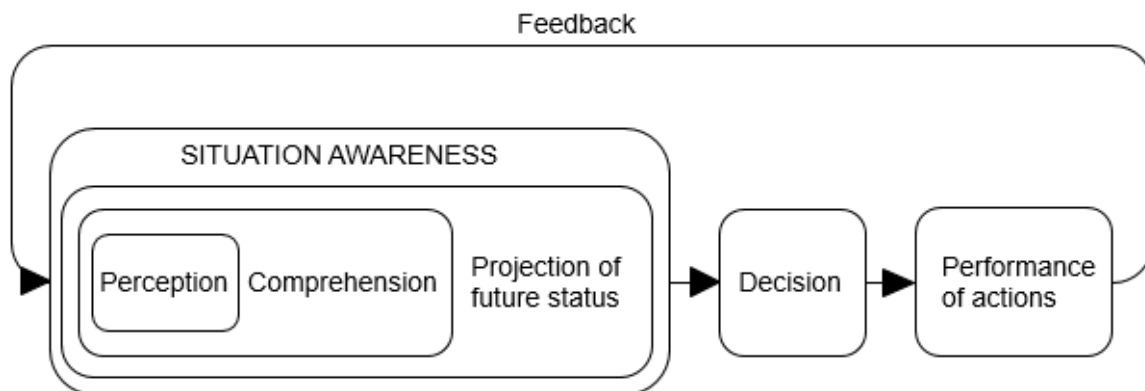 Feedback
SITUATION AWARENESS
Perception
Comprehension
Projection of
future status
Decision
Performance
of actions